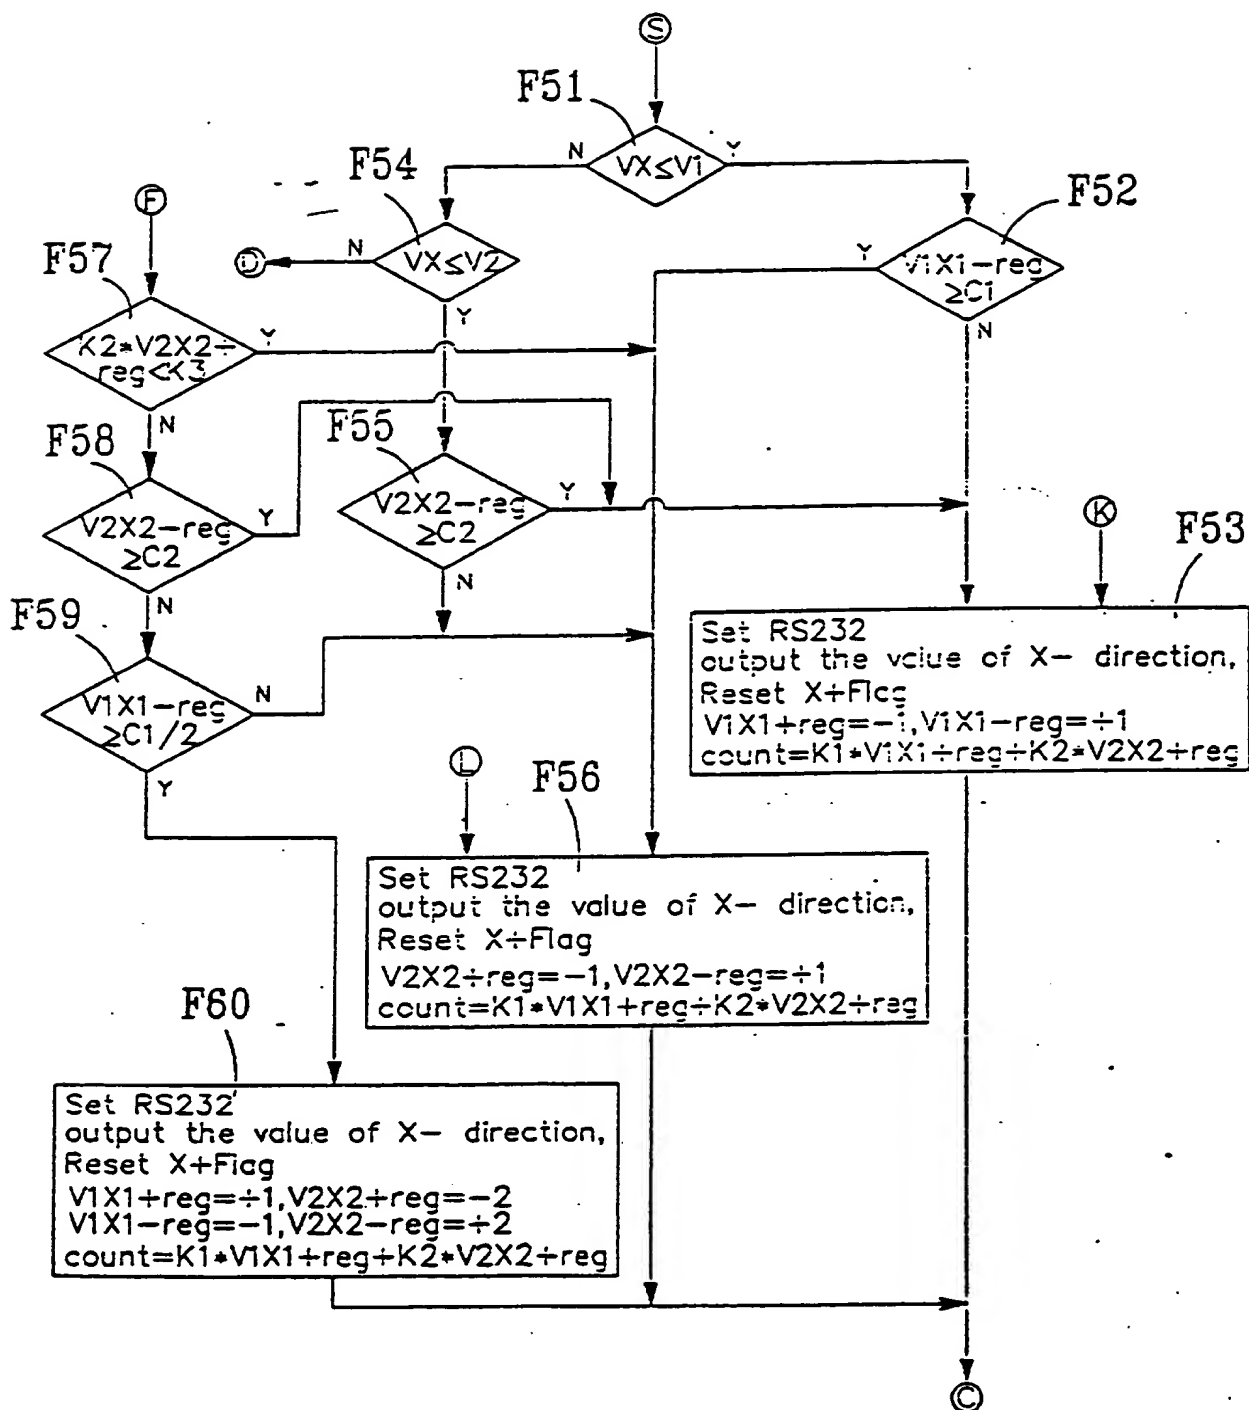 S
F51
VX≤V1
N
Y
F54
F52
F
N
VX≤V2
Y
V1X1-reg
≥C1
D
F57
Y
N
K2*V2X2+
reg<K3
Y
N
F58
F55
V2X2-reg
≥C2
Y
V2X2-reg
≥C2
Y
K
F53
N
N
F59
Set RS232
output the value of X- direction,
Reset X+Flag
V1X1+reg=-1,V1X1-reg=+1
count=K1*V1X1+reg+K2*V2X2+reg
V1X1-reg
≥C1/2
N
Y
L
F56
Set RS232
output the value of X- direction,
Reset X+Flag
V2X2+reg=-1,V2X2-reg=+1
count=K1*V1X1+reg+K2*V2X2+reg
F60
Set RS232
output the value of X- direction,
Reset X+Flag
V1X1+reg=+1,V2X2+reg=-2
V1X1-reg=-1,V2X2-reg=+2
count=K1*V1X1+reg+K2*V2X2+reg
C